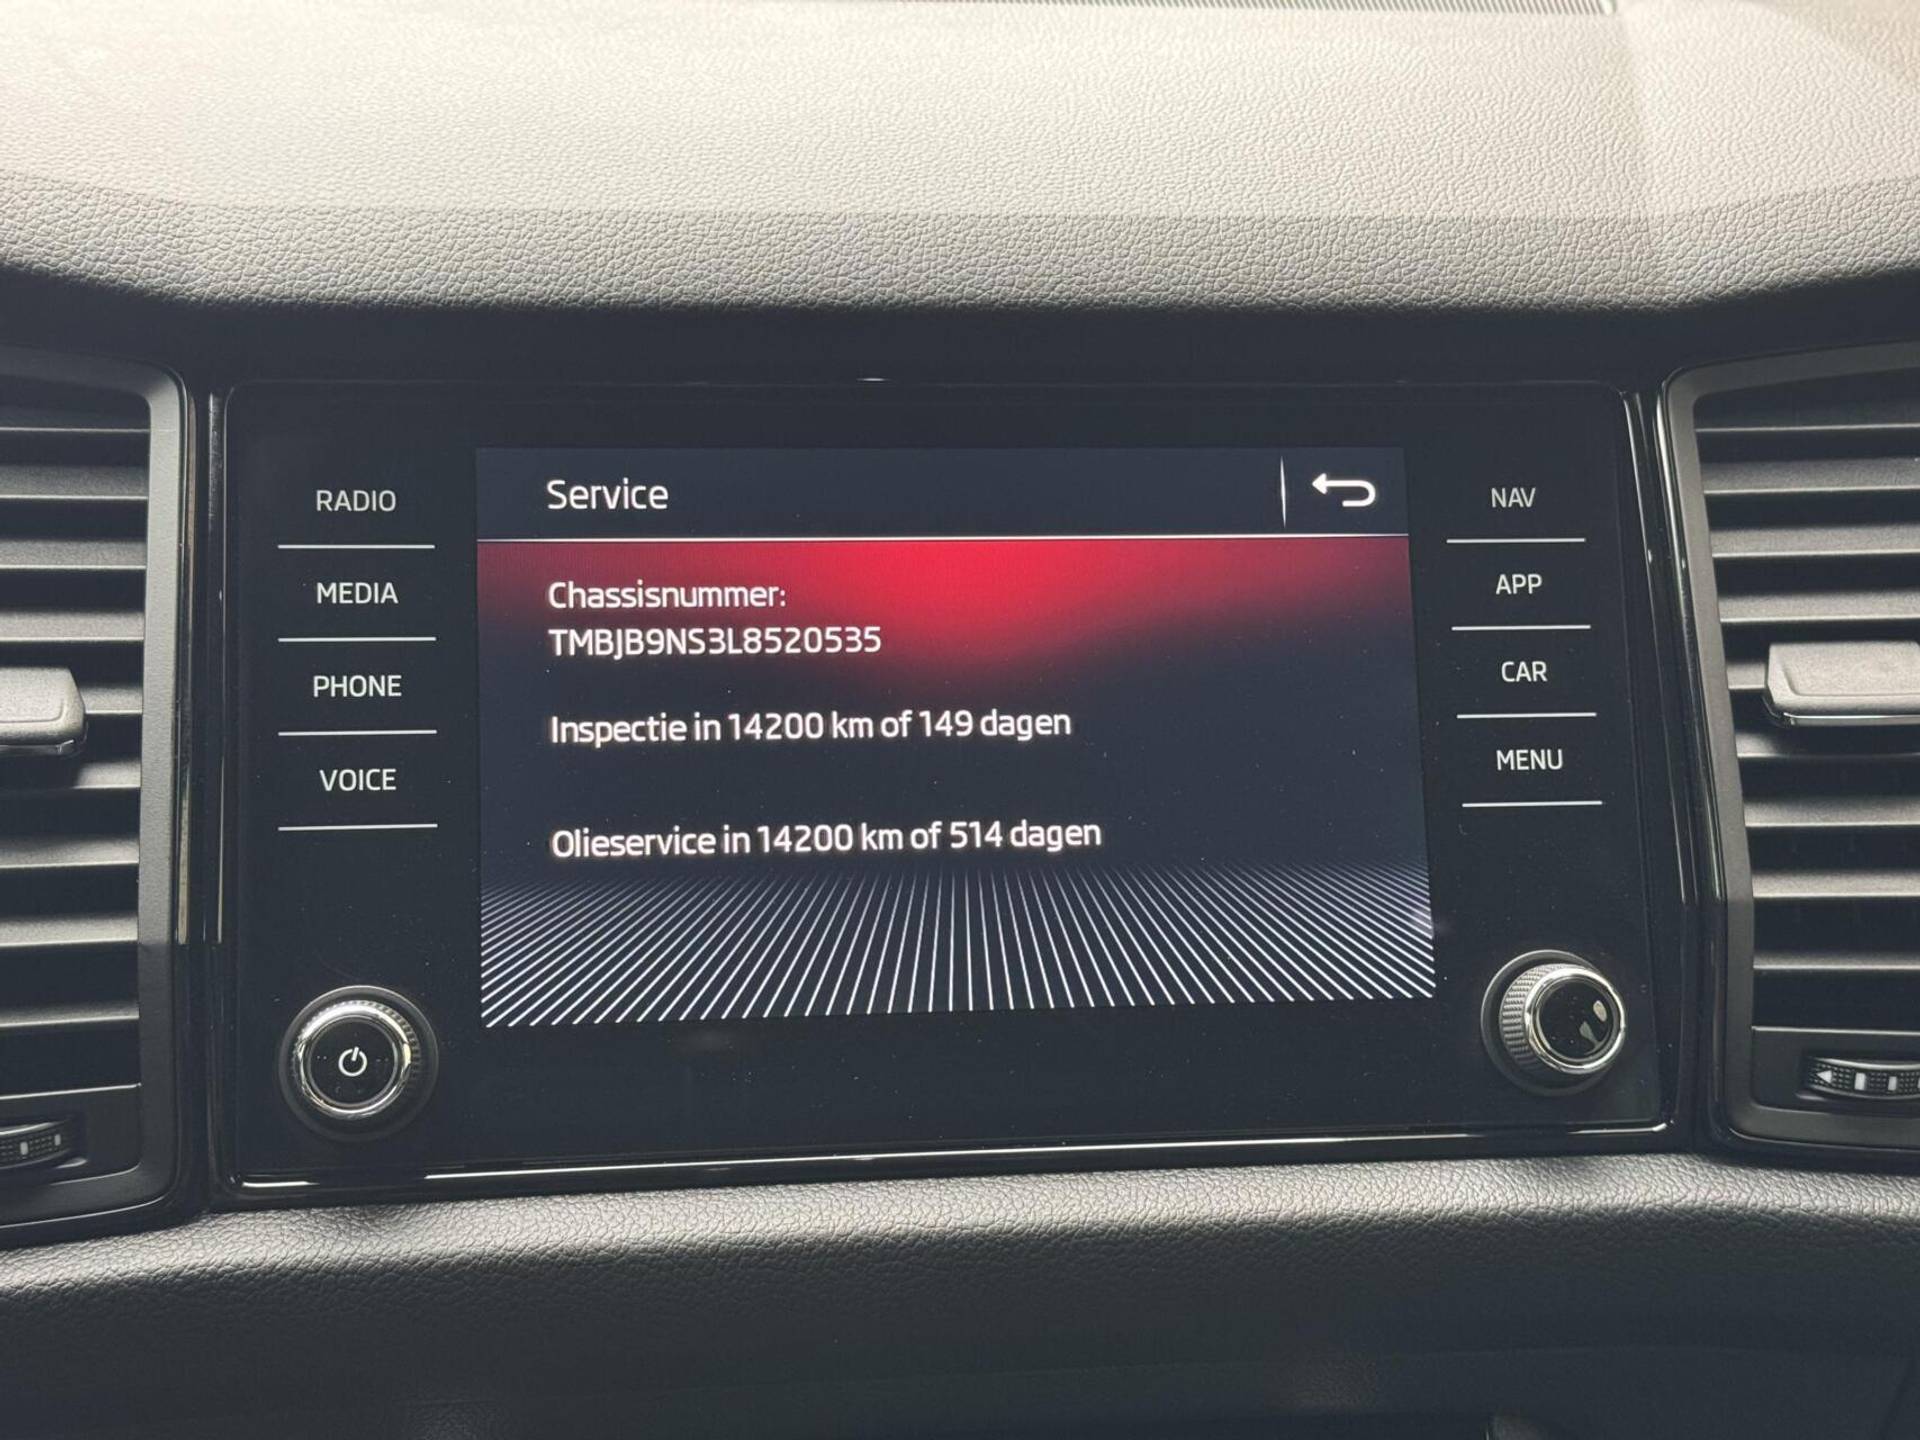 Service
RADIO
MEDIA
PHONE
VOICE
Chassisnummer:
TMBJB9NS3L8520535
Inspectie in 14200 km of 149 dagen
Olieservice in 14200 km of 514 dagen
NAV
APP
CAR
MENU